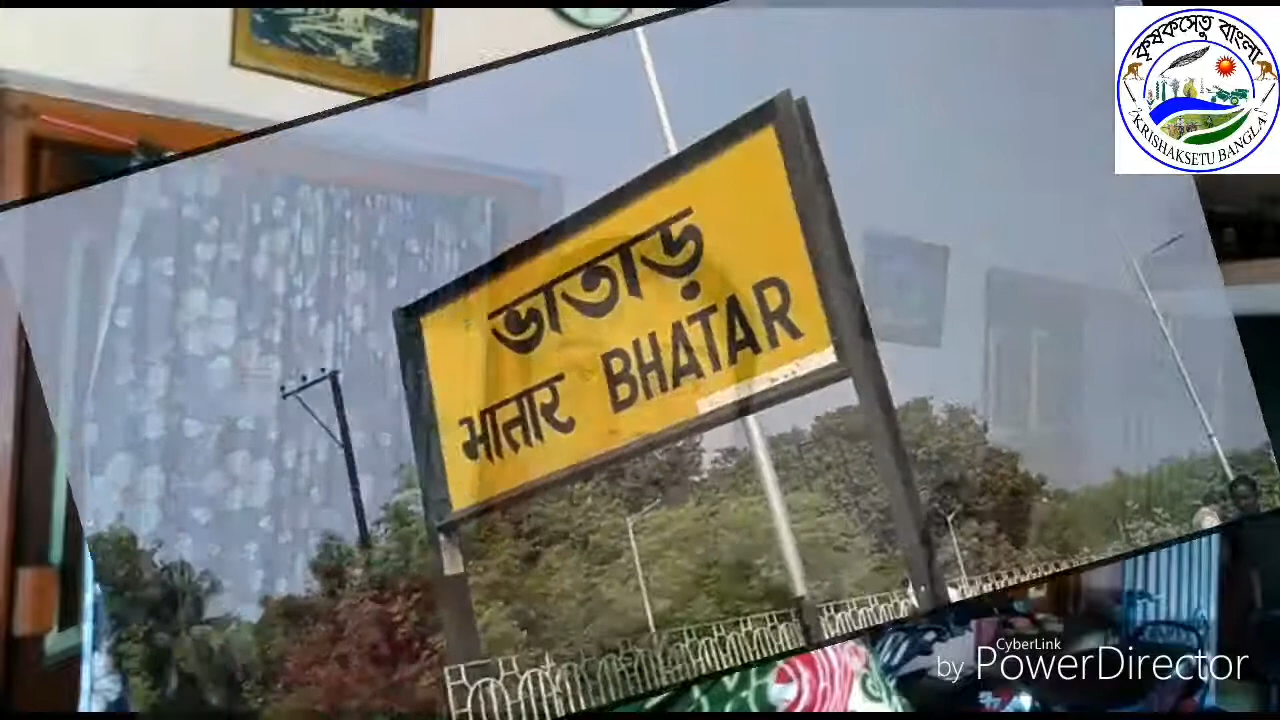 কৃষকসেতু বাংলা
KRISHAKSETU BANGLA
ভাতাড়
भातार BHATAR
CyberLink
by PowerDirector